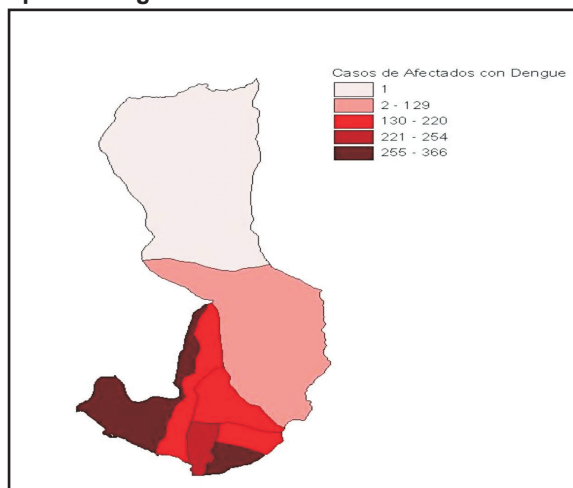 Casos de Afectados con Dengue
1
2 - 129
130 - 220
221 - 254
255 - 366